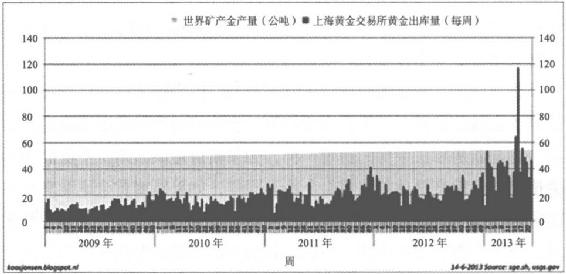 世界矿产金产量（公吨） 上海黄金交易所黄金出库量（每周）
140 140
120 120
100 100
80 80
60 60
40 40
20 20
0 0
2009 年 2010 年 2011 年 2012 年 2013 年
周
koosjansen.blogspot.nl 14-6-2013 Source: sge.sh, usgs.gov